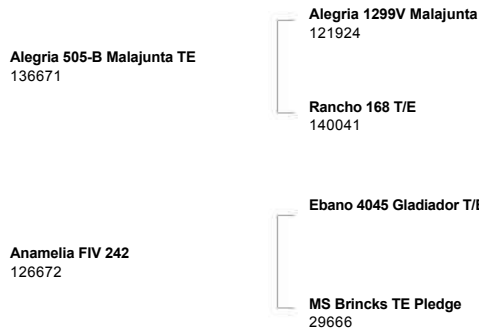 Alegria 1299V Malajunta
121924
Alegria 505-B Malajunta TE
136671
Rancho 168 T/E
140041
Ebano 4045 Gladiador T/E
Anamelia FIV 242
126672
MS Brincks TE Pledge
29666